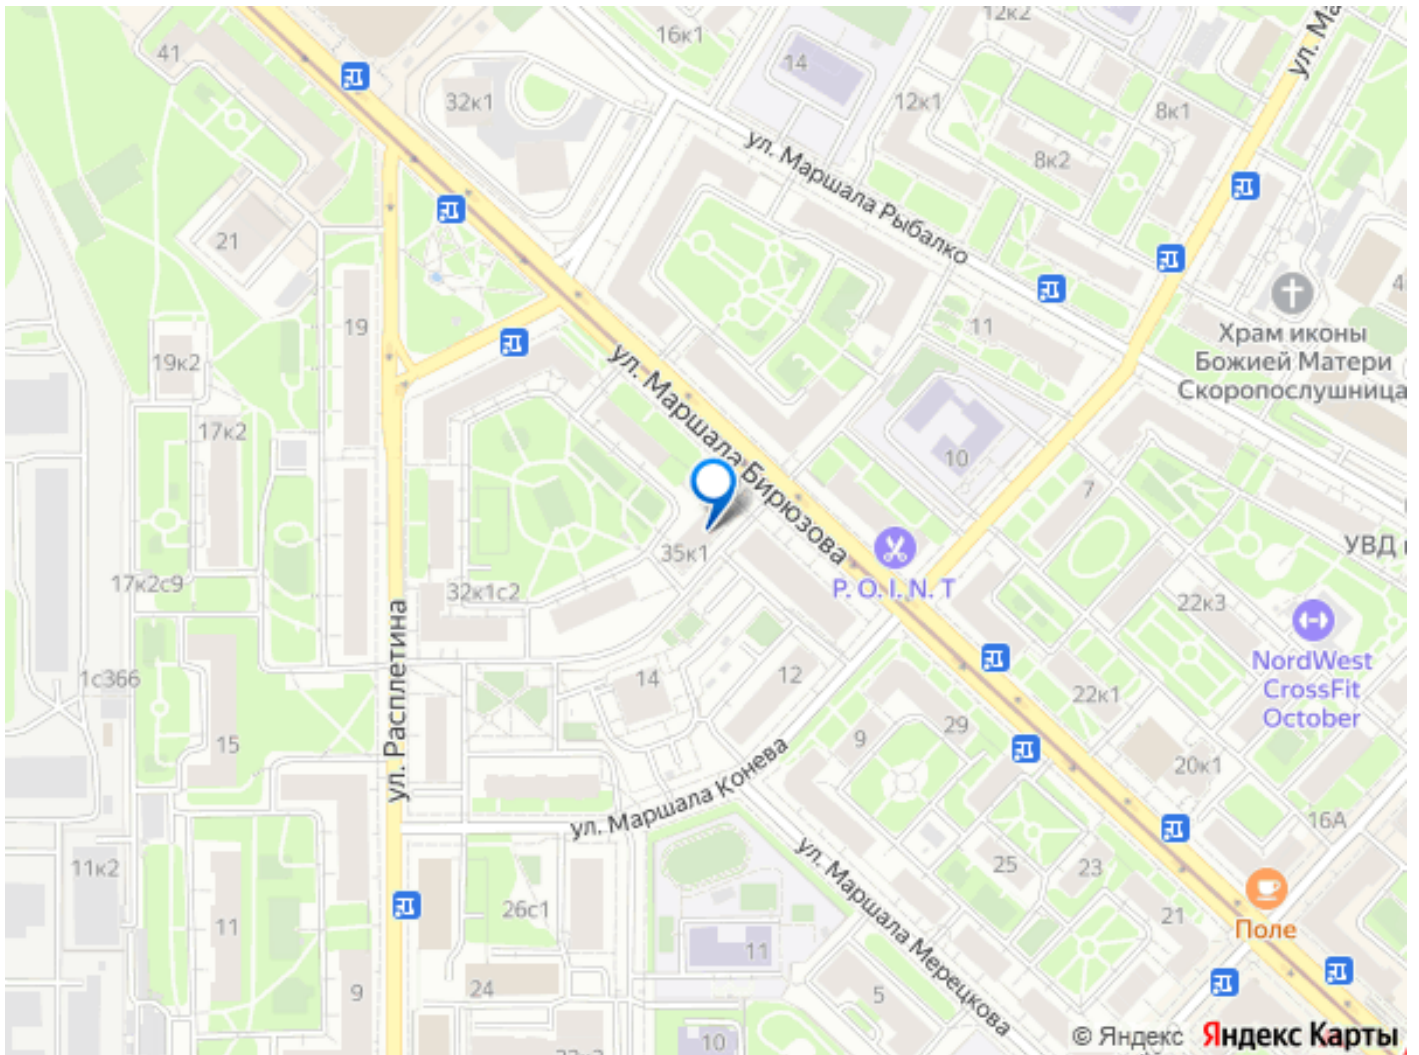 12к2
ул. Ма
16к1
41
14
32к1
12к1
8к1
8к2
ул. Маршала Рыбалко
21
Храм иконы
Божией Матери
Скоропослушница
19
11
19к2
ул. Маршала Бирюзова
17к2
10
7
35к1
УВД
P. O. I. N. T
17к2с9
32к1с2
22к3
NordWest
CrossFit
October
ул. Расплетина
1с366
14
12
22к1
29
9
15
20к1
ул. Маршала Конева
16А
ул. Маршала Мерецкова
11к2
25
23
26с1
21
Поле
11
11
24
9
5
10
© Яндекс
Яндекс Карты